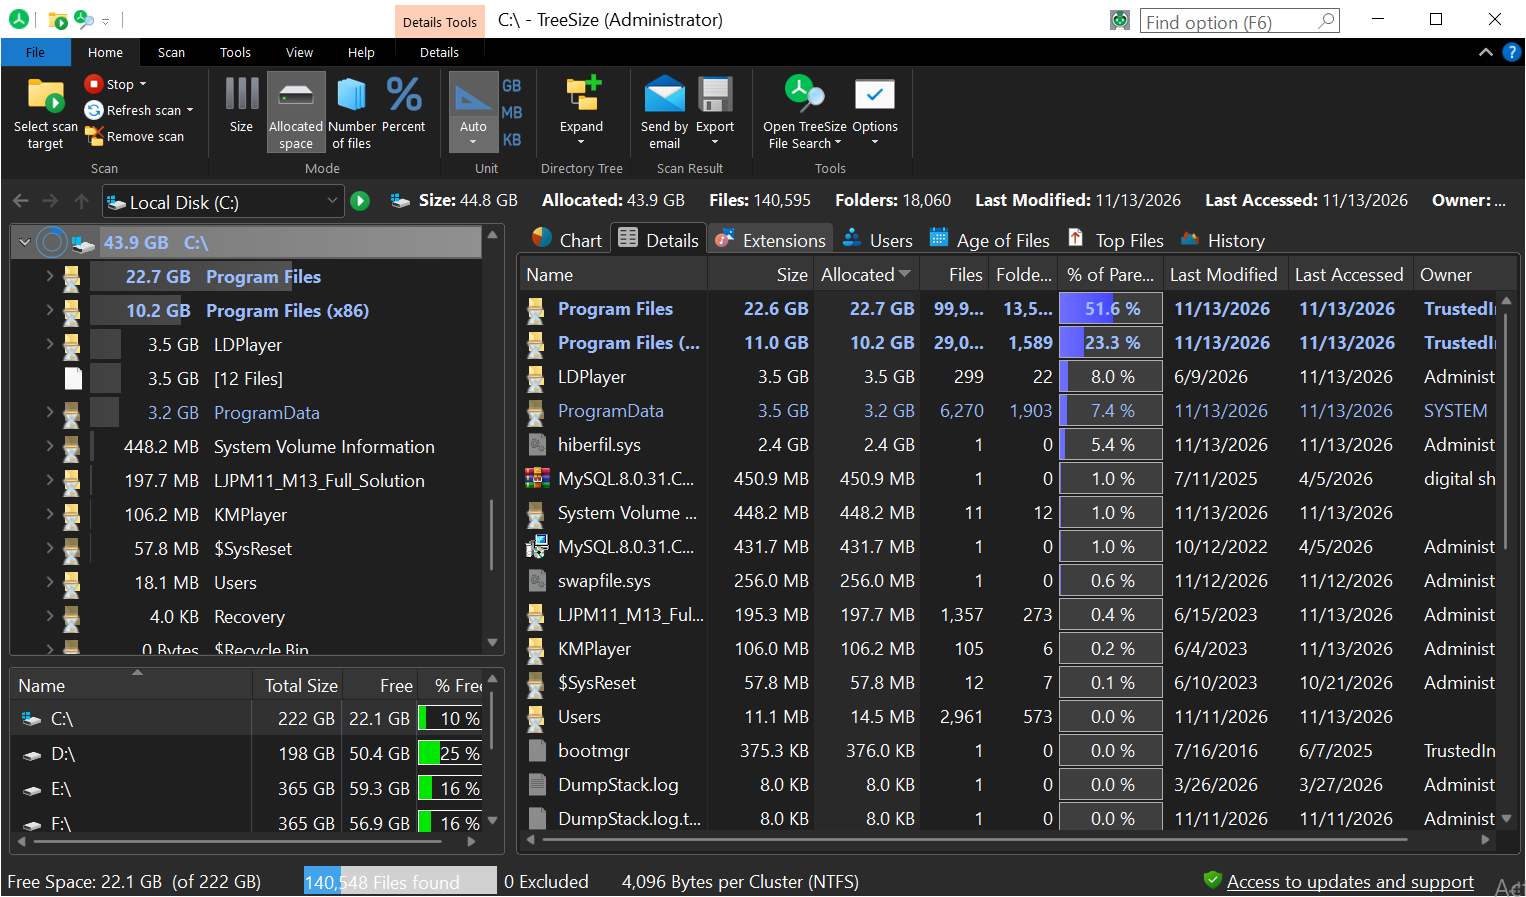 Details Tools
C:\ - TreeSize (Administrator)
Find option (F6)
File Home Scan Tools View Help Details
Select scan target
Stop
Refresh scan
Remove scan
Scan
Size
Allocated space
Number of files
Percent
Mode
Auto
GB
MB
KB
Unit
Expand
Directory Tree
Send by email
Export
Scan Result
Open TreeSize File Search
Options
Tools
Local Disk (C:)
Size: 44.8 GB Allocated: 43.9 GB Files: 140,595 Folders: 18,060 Last Modified: 11/13/2026 Last Accessed: 11/13/2026 Owner: ...
43.9 GB C:\
22.7 GB Program Files
10.2 GB Program Files (x86)
3.5 GB LDPlayer
3.5 GB [12 Files]
3.2 GB ProgramData
448.2 MB System Volume Information
197.7 MB LJPM11_M13_Full_Solution
106.2 MB KMPlayer
57.8 MB $SysReset
18.1 MB Users
4.0 KB Recovery
0 Bytes $Recycle Bin
Name Total Size Free % Free
C:\ 222 GB 22.1 GB 10 %
D:\ 198 GB 50.4 GB 25 %
E:\ 365 GB 59.3 GB 16 %
F:\ 365 GB 56.9 GB 16 %
Chart Details Extensions Users Age of Files Top Files History
Name Size Allocated Files Folde... % of Pare... Last Modified Last Accessed Owner
Program Files 22.6 GB 22.7 GB 99,9... 13,5... 51.6 % 11/13/2026 11/13/2026 TrustedIn
Program Files (... 11.0 GB 10.2 GB 29,0... 1,589 23.3 % 11/13/2026 11/13/2026 TrustedIn
LDPlayer 3.5 GB 3.5 GB 299 22 8.0 % 6/9/2026 11/13/2026 Administ
ProgramData 3.5 GB 3.2 GB 6,270 1,903 7.4 % 11/13/2026 11/13/2026 SYSTEM
hiberfil.sys 2.4 GB 2.4 GB 1 0 5.4 % 11/13/2026 11/13/2026 Administ
MySQL.8.0.31.C... 450.9 MB 450.9 MB 1 0 1.0 % 7/11/2025 4/5/2026 digital sh
System Volume ... 448.2 MB 448.2 MB 11 12 1.0 % 11/13/2026 11/13/2026
MySQL.8.0.31.C... 431.7 MB 431.7 MB 1 0 1.0 % 10/12/2022 4/5/2026 Administ
swapfile.sys 256.0 MB 256.0 MB 1 0 0.6 % 11/12/2026 11/12/2026 Administ
LJPM11_M13_Ful... 195.3 MB 197.7 MB 1,357 273 0.4 % 6/15/2023 11/13/2026 Administ
KMPlayer 106.0 MB 106.2 MB 105 6 0.2 % 6/4/2023 11/13/2026 Administ
$SysReset 57.8 MB 57.8 MB 12 7 0.1 % 6/10/2023 10/21/2026 Administ
Users 11.1 MB 14.5 MB 2,961 573 0.0 % 11/11/2026 11/13/2026
bootmgr 375.3 KB 376.0 KB 1 0 0.0 % 7/16/2016 6/7/2025 TrustedIn
DumpStack.log 8.0 KB 8.0 KB 1 0 0.0 % 3/26/2026 3/27/2026 Administ
DumpStack.log.t... 8.0 KB 8.0 KB 1 0 0.0 % 11/11/2026 11/11/2026 Administ
Free Space: 22.1 GB (of 222 GB) 140,548 Files found 0 Excluded 4,096 Bytes per Cluster (NTFS) Access to updates and support